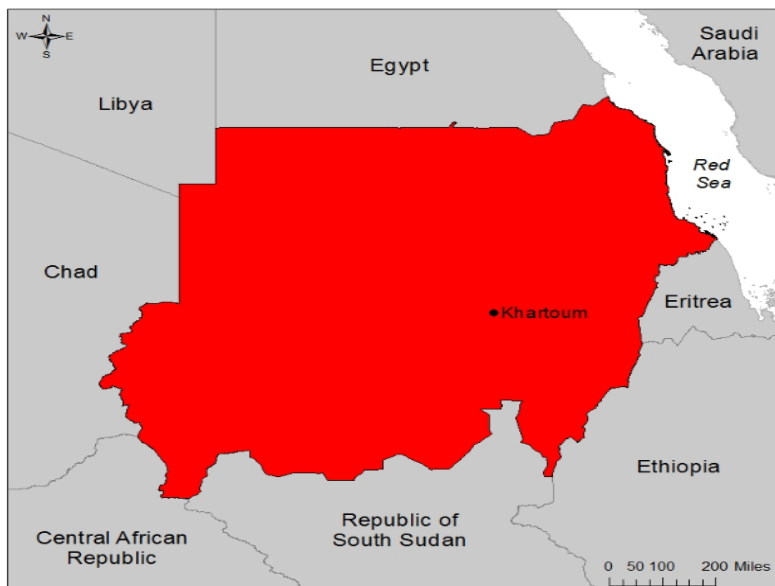 N
W E
S
Saudi
Arabia
Egypt
Libya
Red
Sea
Chad
Eritrea
Khartoum
Ethiopia
Republic of
South Sudan
Central African
Republic
0 50 100 200 Miles